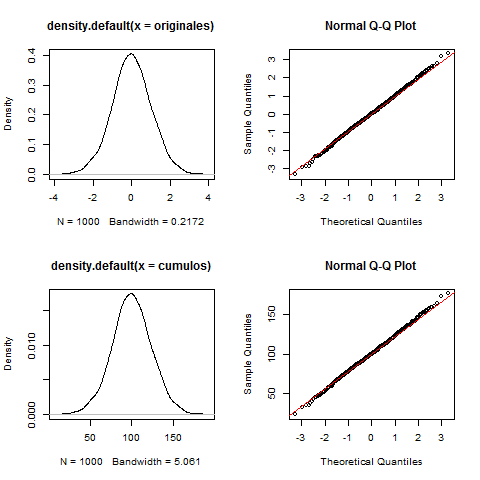 density.default(x = originales)
Normal Q-Q Plot
Density
0.0 0.1 0.2 0.3 0.4
-4 -2 0 2 4
N = 1000 Bandwidth = 0.2172
Sample Quantiles
-3 -2 -1 0 1 2 3
-3 -2 -1 0 1 2 3
Theoretical Quantiles
density.default(x = cumulos)
Normal Q-Q Plot
Density
0.000 0.010
50 100 150
N = 1000 Bandwidth = 5.061
Sample Quantiles
50 100 150
-3 -2 -1 0 1 2 3
Theoretical Quantiles